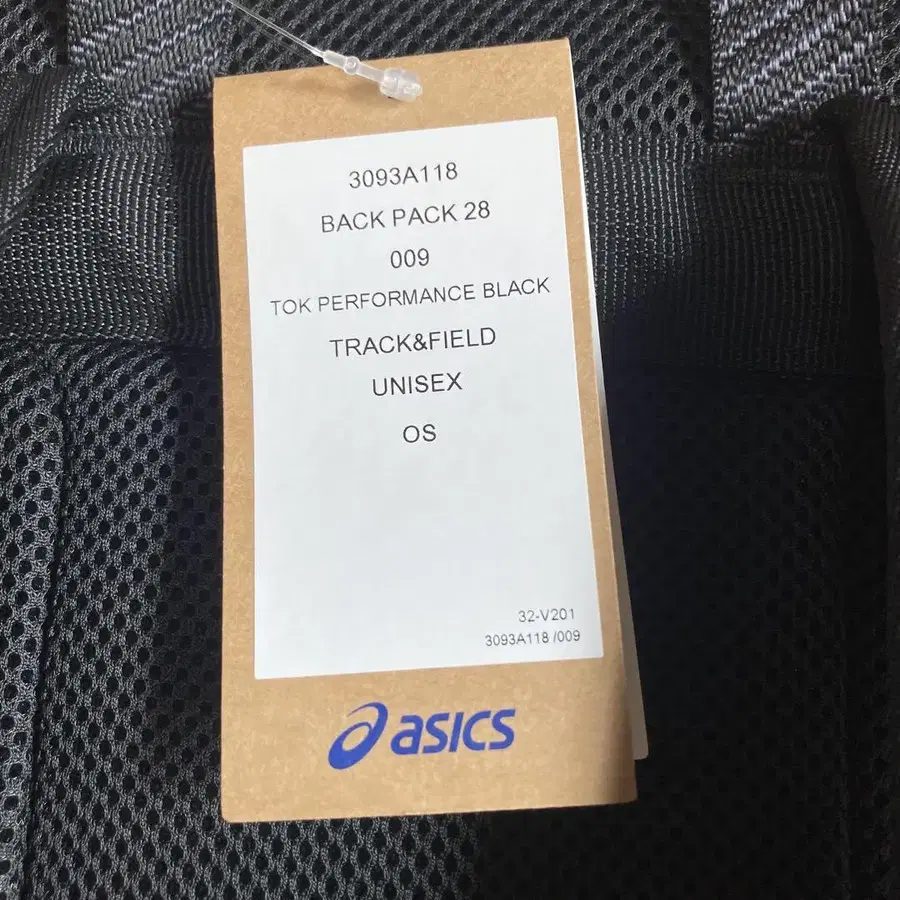 3093A118
BACK PACK 28
009
TOK PERFORMANCE BLACK
TRACK&FIELD
UNISEX
OS
32-V201
3093A118 /009
asics